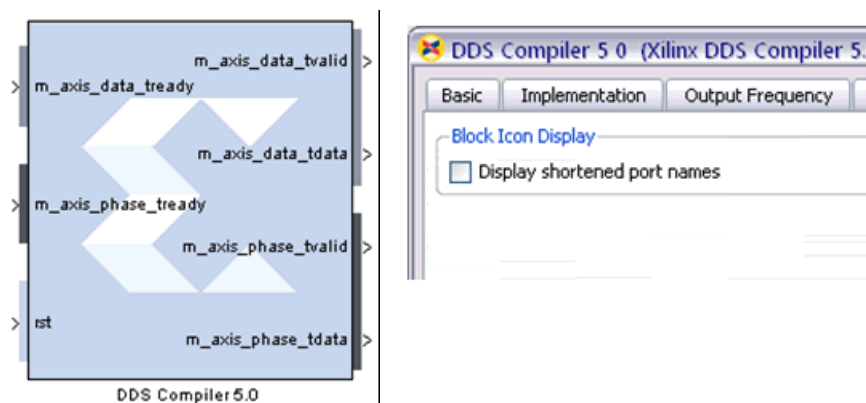 m_axis_data_tvalid
m_axis_data_tready
m_axis_data_tdata
m_axis_phase_tready
m_axis_phase_tvalid
rst
m_axis_phase_tdata
DDS Compiler 5.0
DDS Compiler 5 0 (Xilinx DDS Compiler 5.
Basic Implementation Output Frequency
Block Icon Display
Display shortened port names